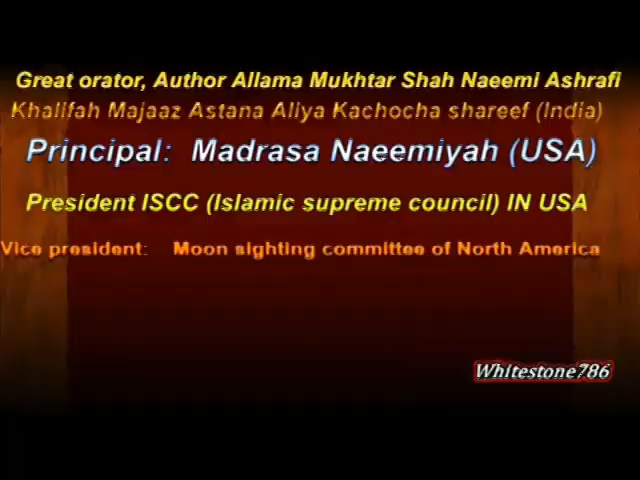 Great orator, Author Allama Mukhtar Shah Naeemi Ashrafi
Khalifah Majaaz Astana Aliya Kachocha shareef (India)
Principal: Madrasa Naeemiyah (USA)
President ISCC (Islamic supreme council) IN USA
Vice president: Moon sighting committee of North America
Whitestone786